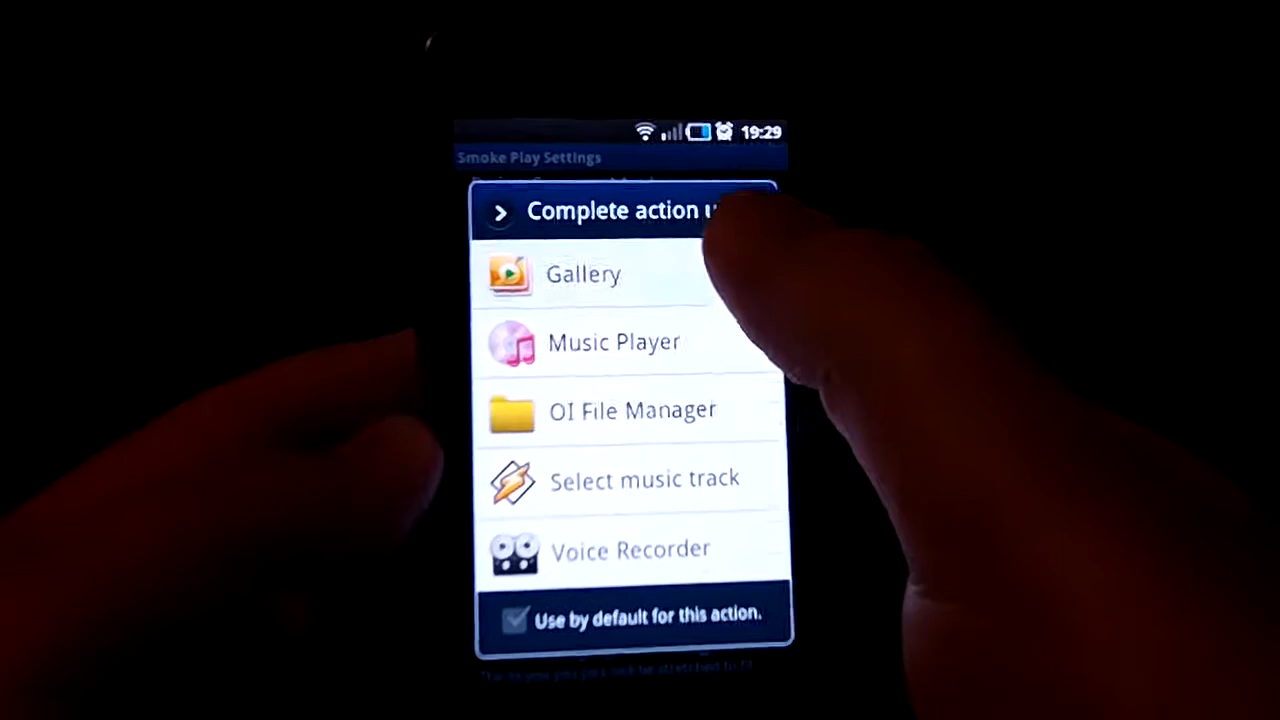 19:29
Smoke Play Settings
Complete action
Gallery
Music Player
OI File Manager
Select music track
Voice Recorder
Use by default for this action.